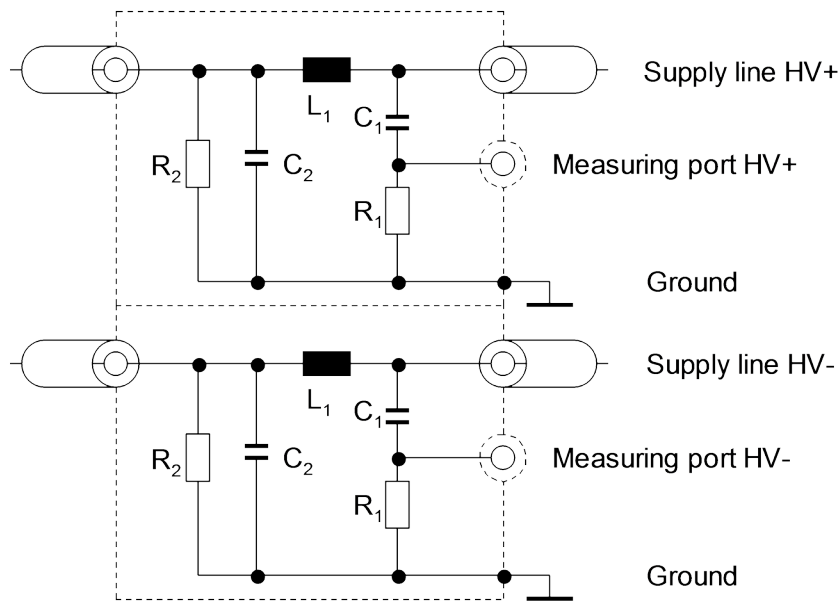 Supply line HV+
L₁
C₁
R₂
C₂
Measuring port HV+
R₁
Ground
Supply line HV-
L₁
C₁
R₂
C₂
Measuring port HV-
R₁
Ground